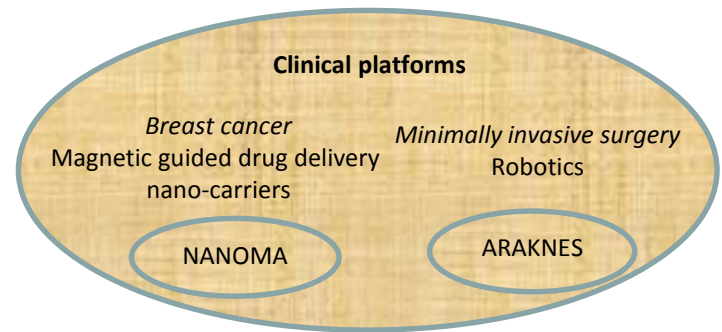 Clinical platforms
Breast cancer
Magnetic guided drug delivery
nano-carriers
NANOMA
Minimally invasive surgery
Robotics
ARAKNES